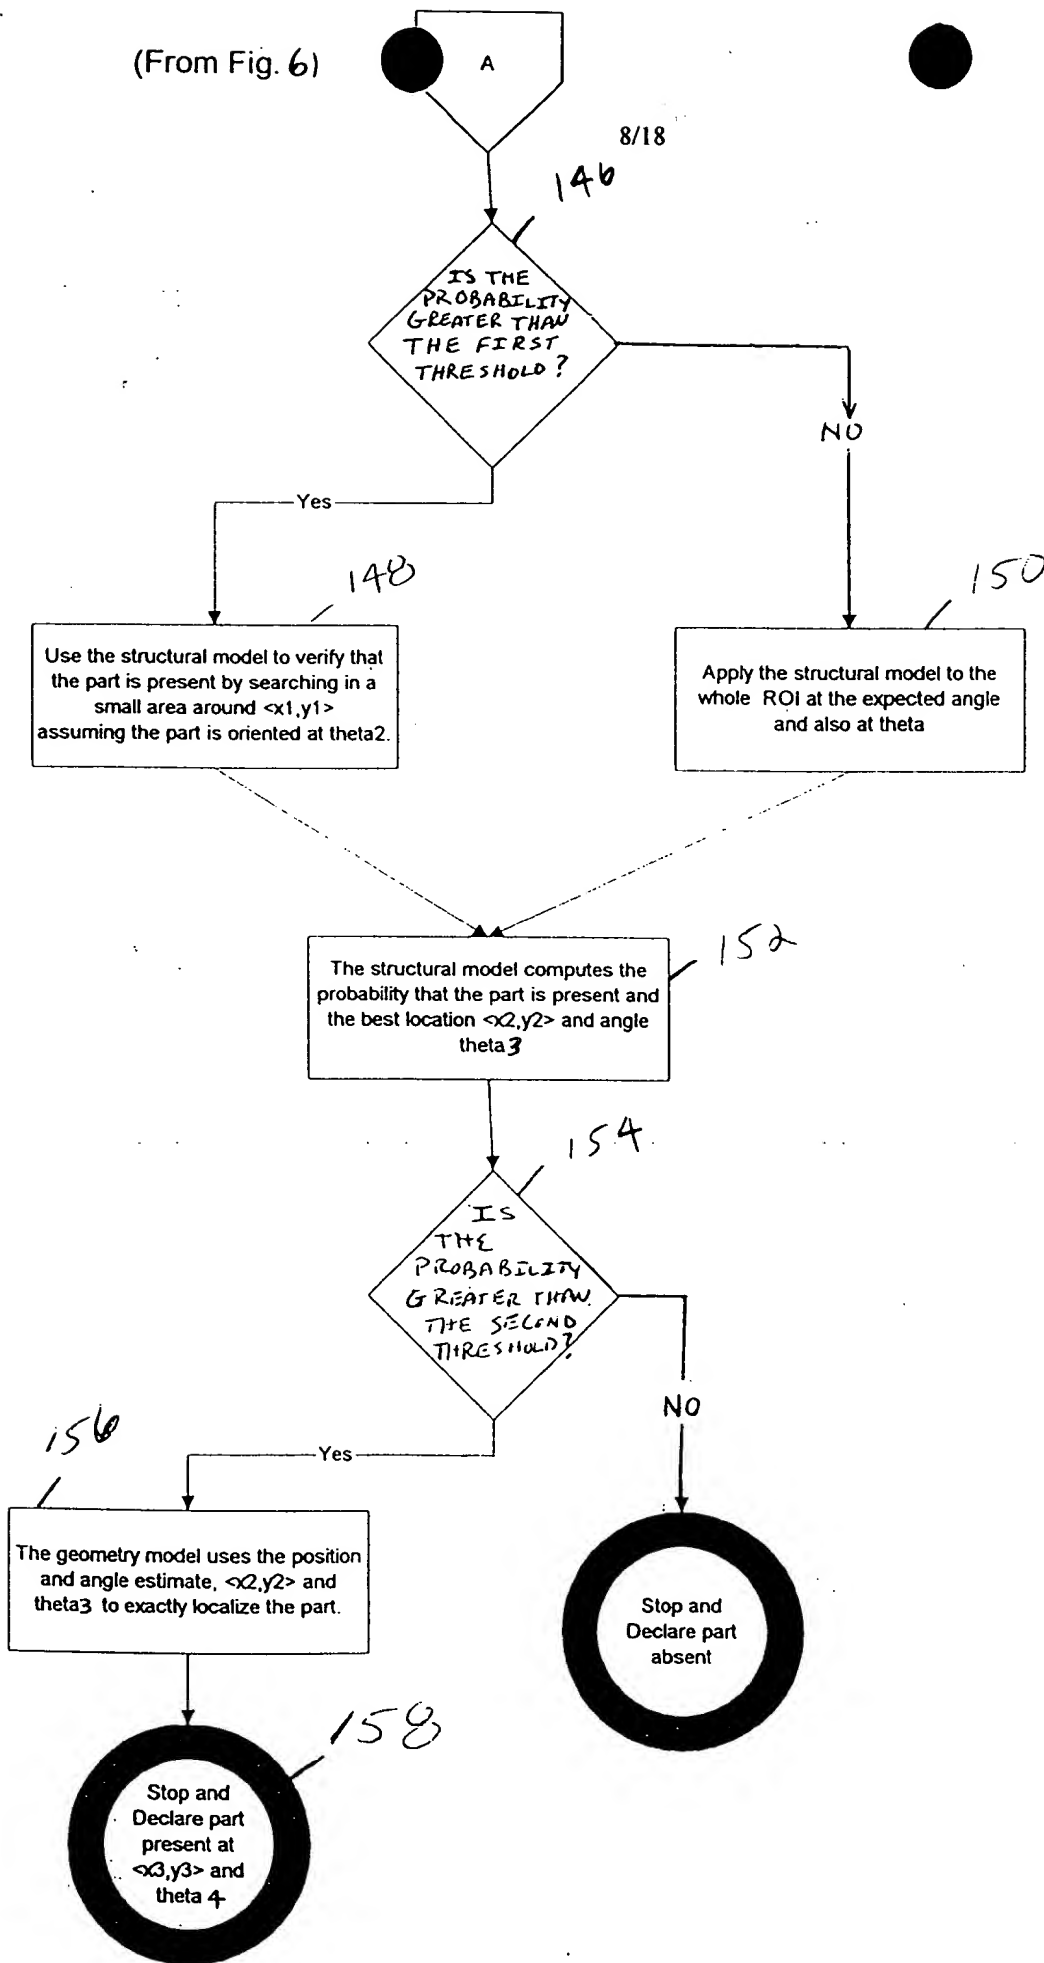 (From Fig. 6)
A
8/18
146
IS THE
PROBABILITY
GREATER THAN
THE FIRST
THRESHOLD?
NO
Yes
148
150
Use the structural model to verify that
the part is present by searching in a
small area around <x1,y1>
assuming the part is oriented at theta2.
Apply the structural model to the
whole ROI at the expected angle
and also at theta
152
The structural model computes the
probability that the part is present and
the best location <x2,y2> and angle
theta3
154
IS
THE
PROBABILITY
GREATER THAN
THE SECOND
THRESHOLD?
NO
156
Yes
The geometry model uses the position
and angle estimate, <x2,y2> and
theta3 to exactly localize the part.
Stop and
Declare part
absent
158
Stop and
Declare part
present at
<x3,y3> and
theta 4